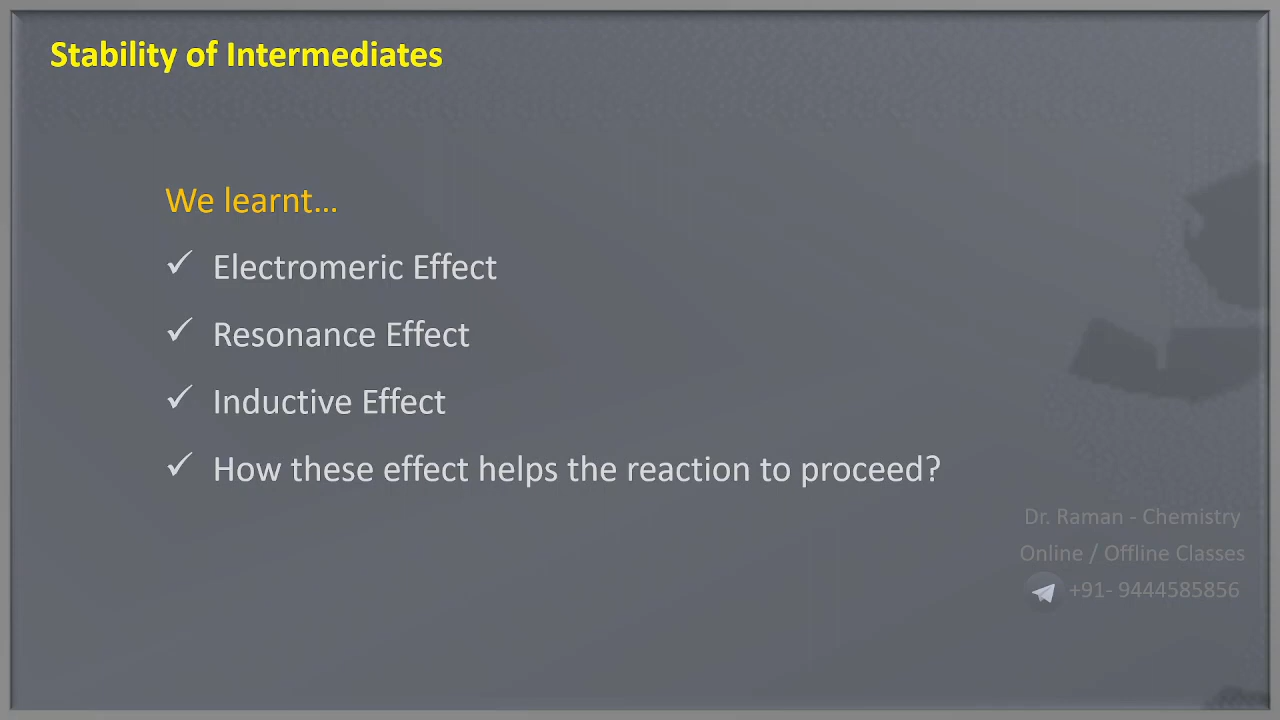 Stability of Intermediates
We learnt...
✓ Electromeric Effect
✓ Resonance Effect
✓ Inductive Effect
✓ How these effect helps the reaction to proceed?
Dr. Raman - Chemistry
Online / Offline Classes
+91- 9444585856